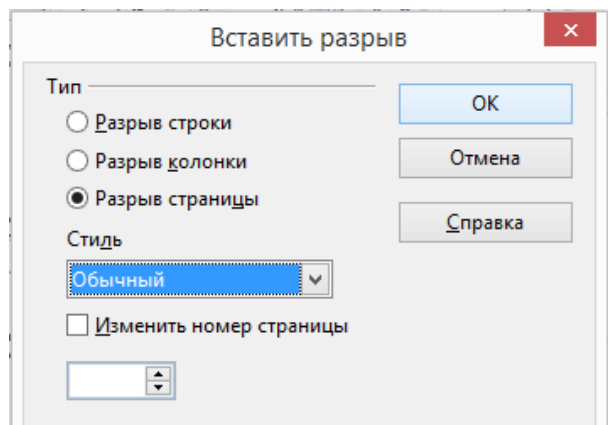 Вставить разрыв
Тип
Разрыв строки
Разрыв колонки
Разрыв страницы
Стиль
Обычный
Изменить номер страницы
OK
Отмена
Справка